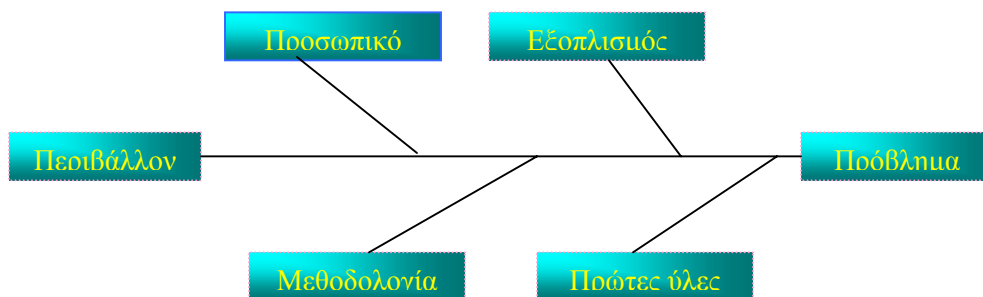 Προσωπικό
Εξοπλισμός
Περιβάλλον
Πρόβλημα
Μεθοδολογία
Πρώτες ύλες